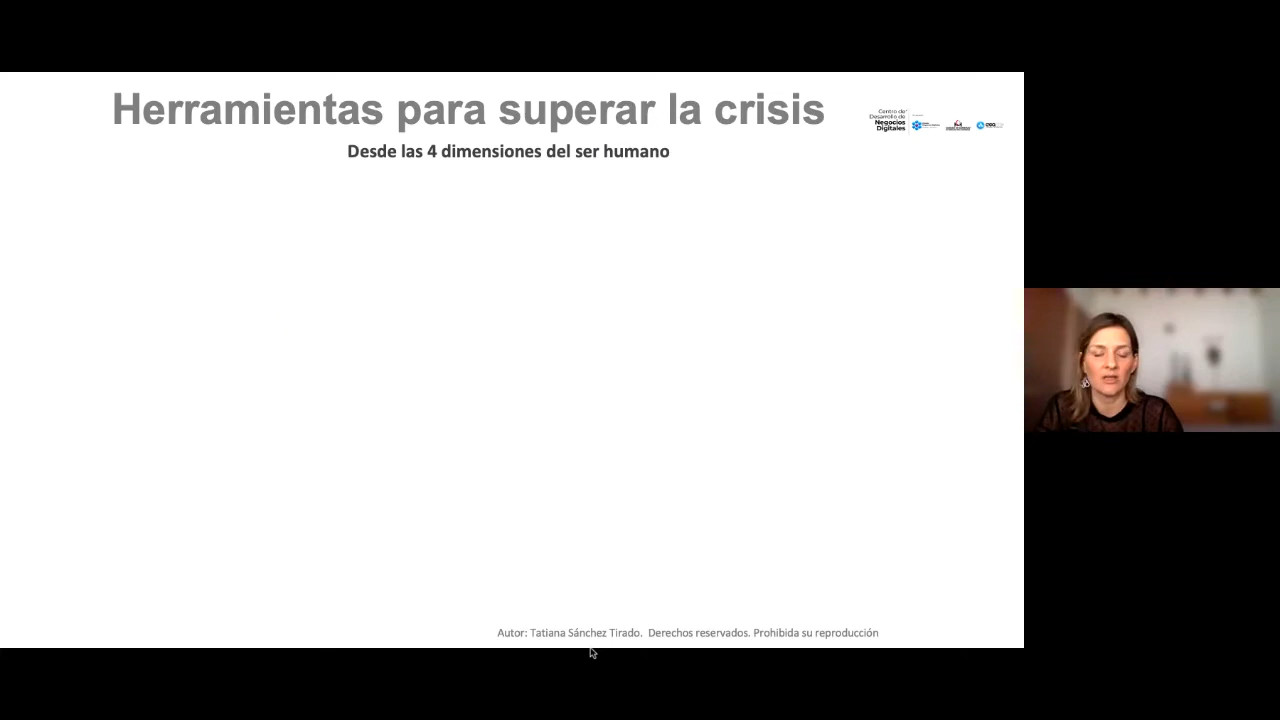 Herramientas para superar la crisis
Desde las 4 dimensiones del ser humano
Centro de
Desarrollo de
Negocios
Digitales
Autor: Tatiana Sánchez Tirado. Derechos reservados. Prohibida su reproducción